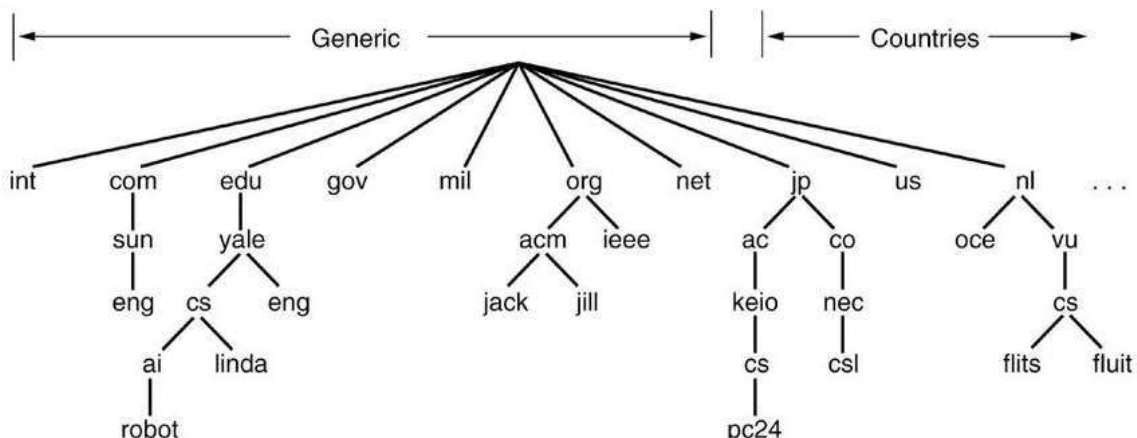 Generic Countries
int com edu gov mil org net jp us nl . . .
sun yale acm ieee ac co oce vu
eng cs eng jack jill keio nec cs
ai linda cs csl flits fluit
robot pc24